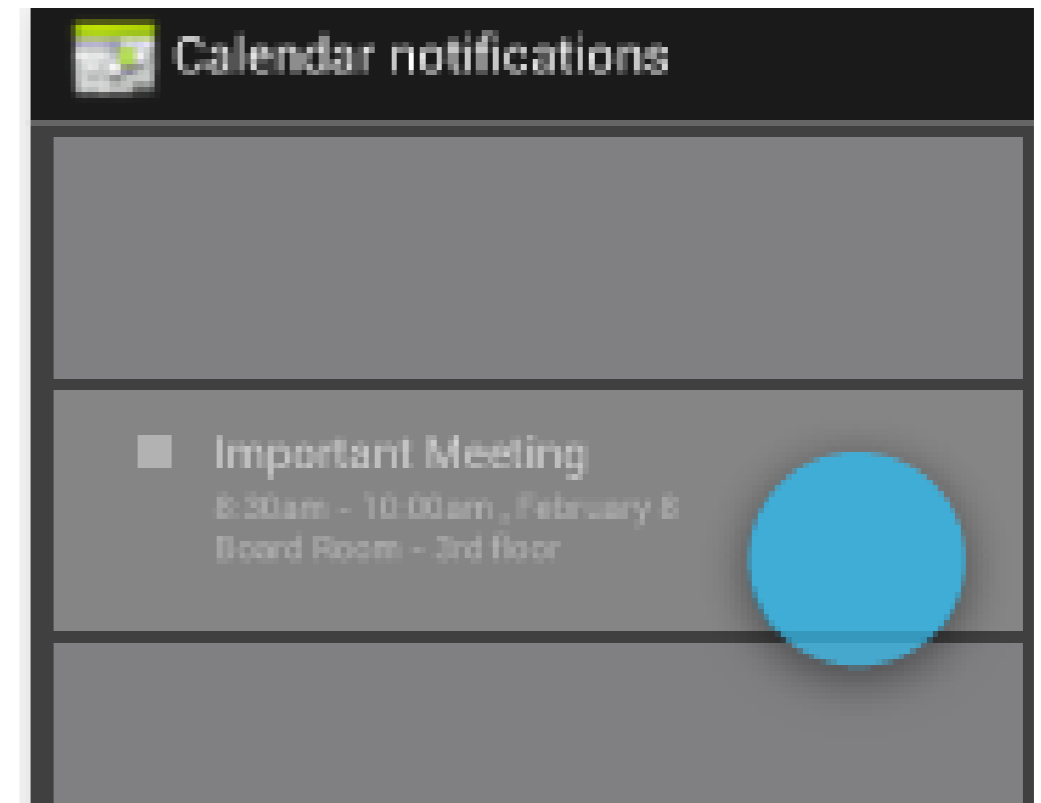 Calendar notifications
Important Meeting
8:30am - 10:00am , February 8
Board Room - 3rd floor